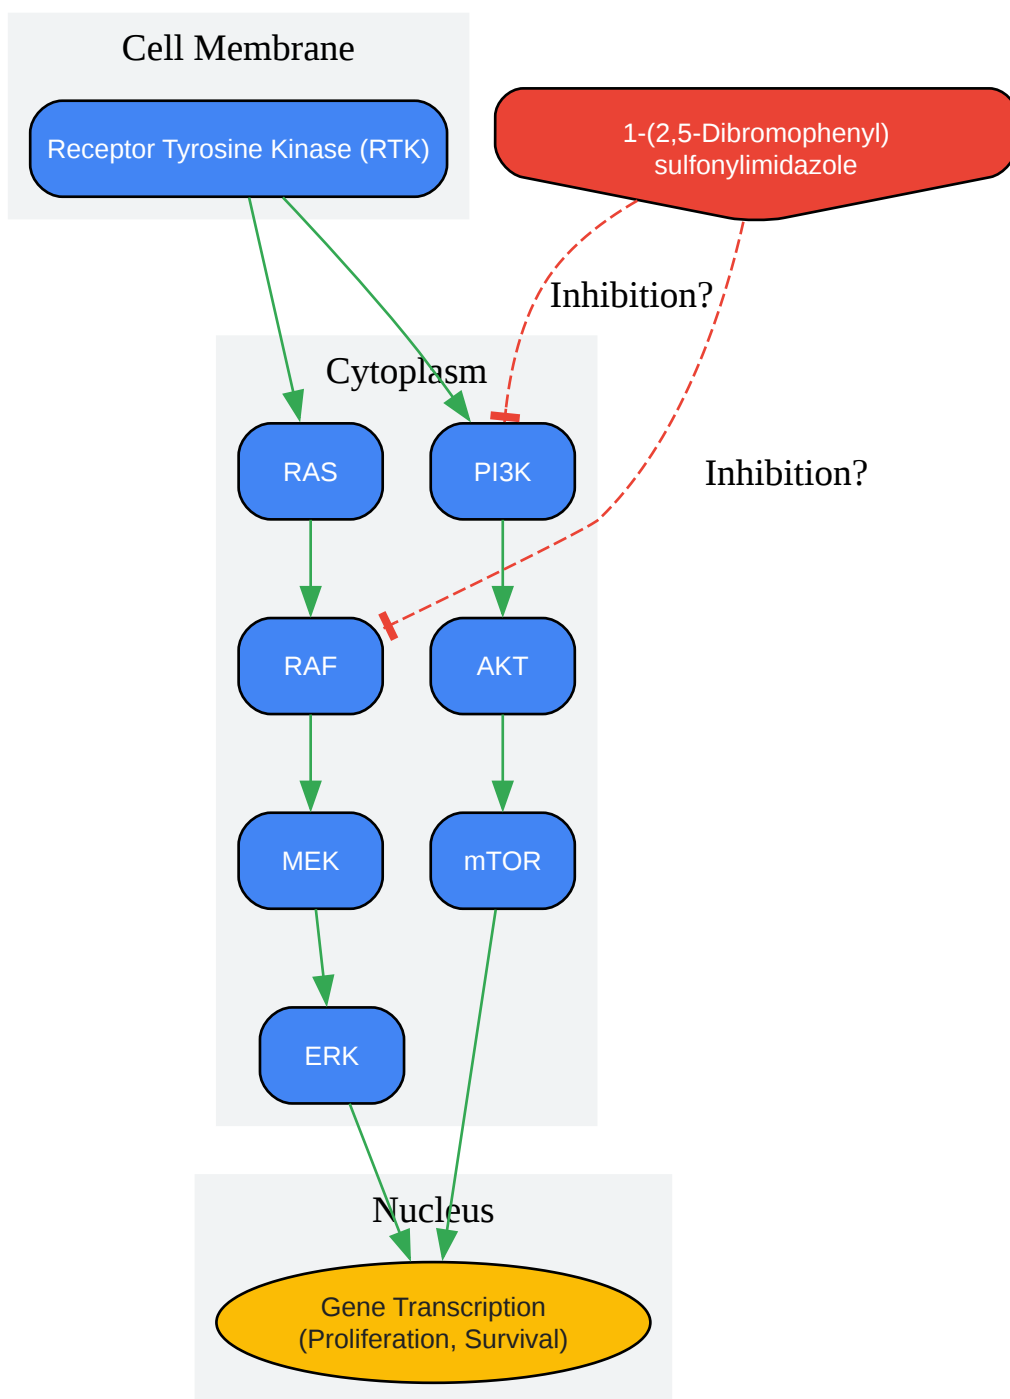 Cell Membrane
Receptor Tyrosine Kinase (RTK)
1-(2,5-Dibromophenyl)
sulfonylimidazole
Inhibition?
Cytoplasm
RAS
PI3K
Inhibition?
RAF
AKT
MEK
mTOR
ERK
Nucleus
Gene Transcription
(Proliferation, Survival)